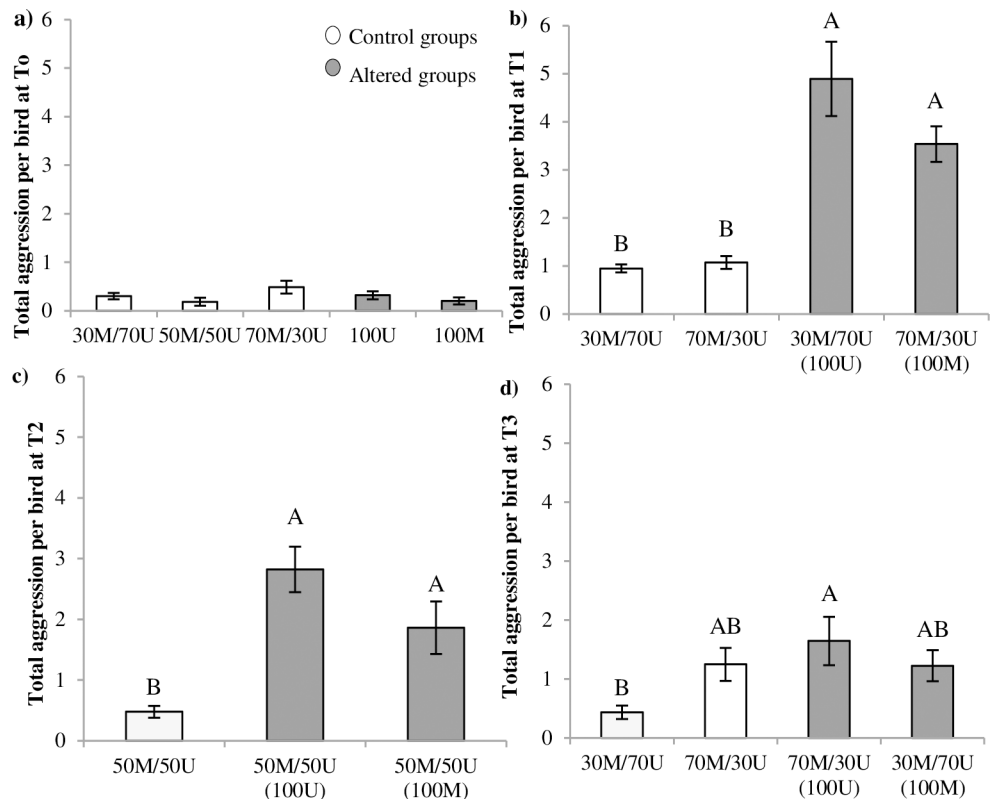 a)
Total aggression per bird at To
6
5
4
3
2
1
0
Control groups
Altered groups
30M/70U 50M/50U 70M/30U 100U 100M
b)
Total aggression per bird at T1
6
5
4
3
2
1
0
B
B
A
A
30M/70U 70M/30U 30M/70U 70M/30U
(100U) (100M)
c)
Total aggression per bird at T2
6
5
4
3
2
1
0
B
A
A
50M/50U 50M/50U 50M/50U
(100U) (100M)
d)
Total aggression per bird at T3
6
5
4
3
2
1
0
B
AB
A
AB
30M/70U 70M/30U 70M/30U 30M/70U
(100U) (100M)